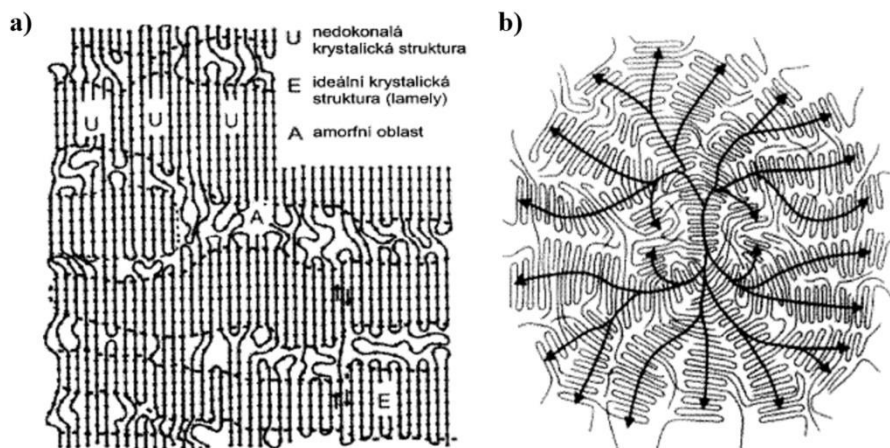 a)
U nedokonalá
krystalická struktura
E ideální krystalická
struktura (lamely)
A amorfní oblast
U U U
A
E
b)